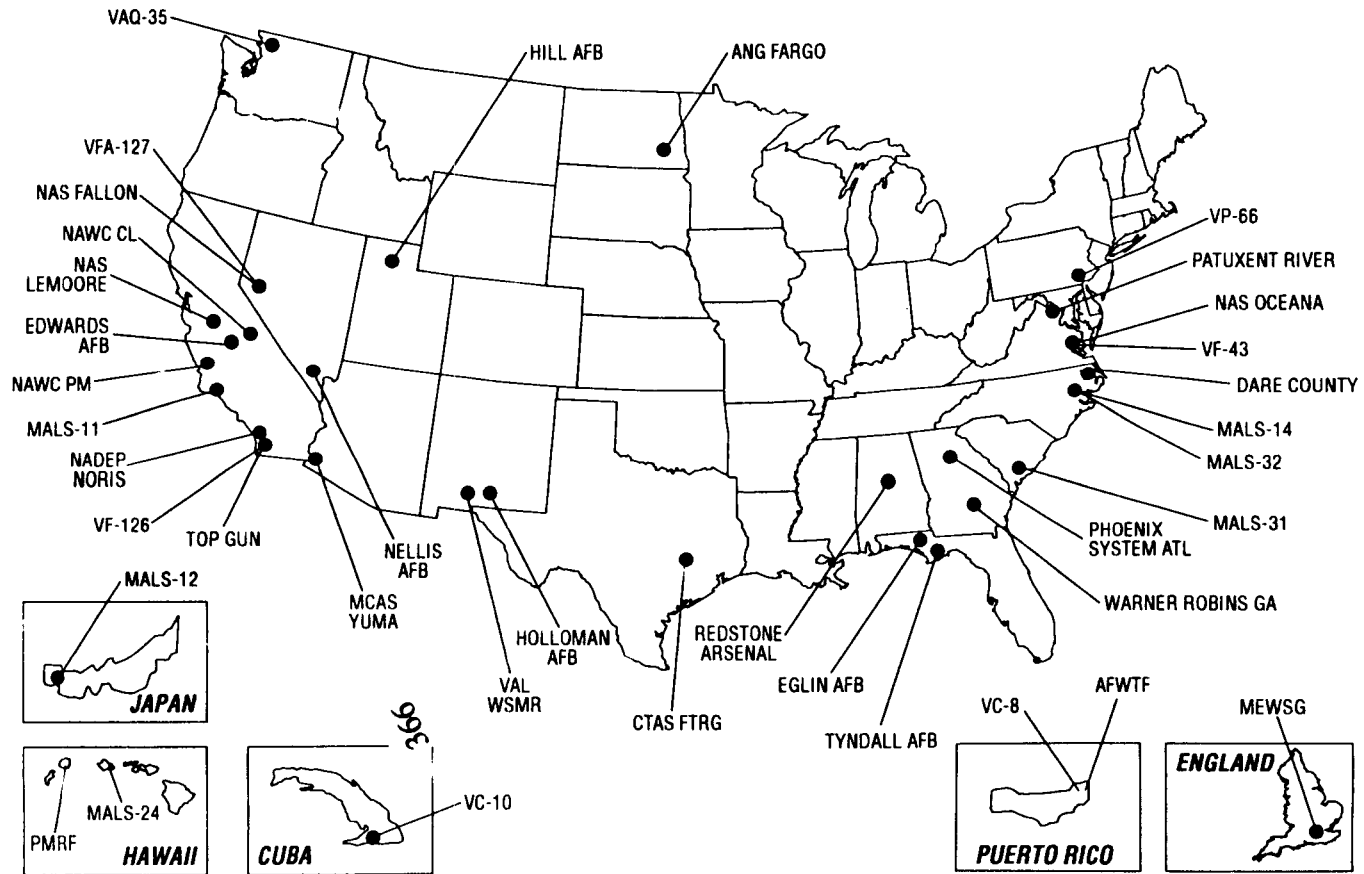 VAQ-35
HILL AFB
ANG FARGO
VFA-127
NAS FALLON
NAWC CL
NAS
LEMOORE
EDWARDS
AFB
NAWC PM
MALS-11
NADEP
NORIS
VF-126
TOP GUN
NELLIS
AFB
MCAS
YUMA
HOLLOMAN
AFB
VAL
WSMR
CTAS FTRG
REDSTONE
ARSENAL
EGLIN AFB
TYNDALL AFB
VP-66
PATUXENT RIVER
NAS OCEANA
VF-43
DARE COUNTY
MALS-14
MALS-32
MALS-31
PHOENIX
SYSTEM ATL
WARNER ROBINS GA
MALS-12
JAPAN
PMRF
MALS-24
HAWAII
366
VC-10
CUBA
VC-8
AFWTF
PUERTO RICO
MEWSG
ENGLAND